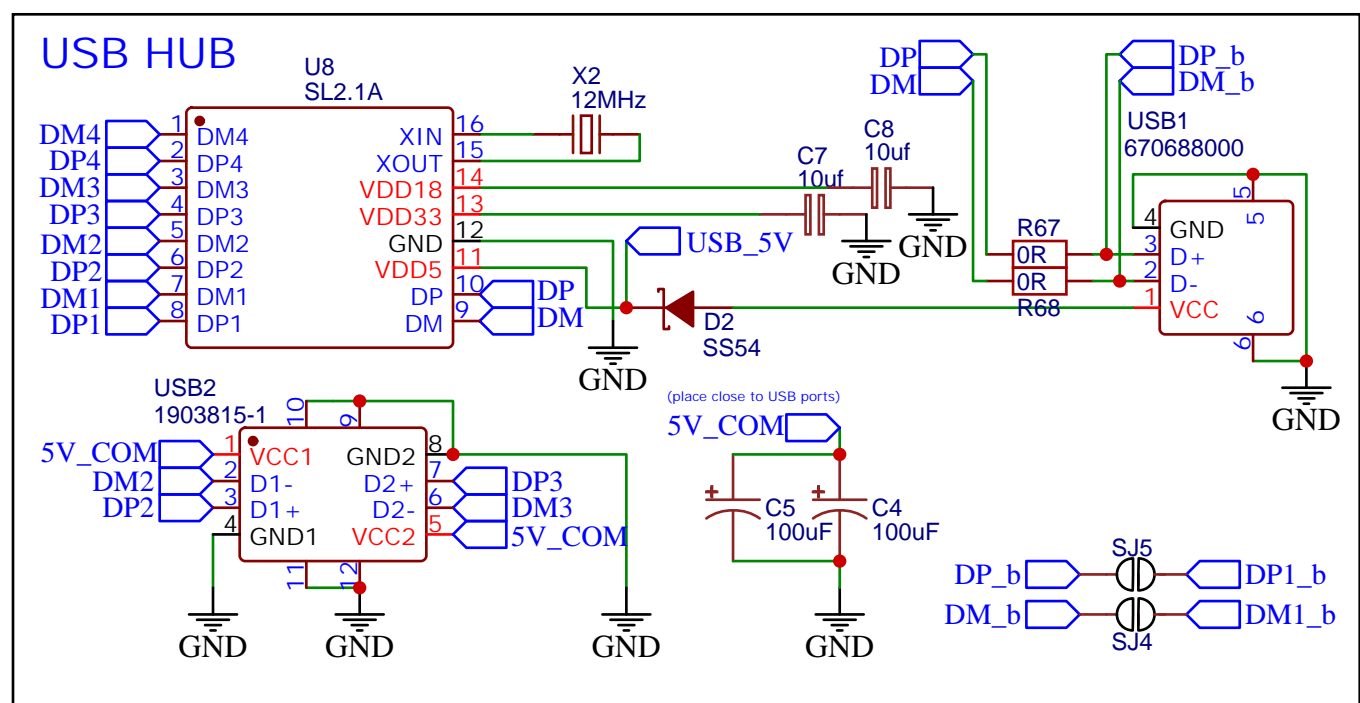 USB HUB
U8
SL2.1A
DM4 1 DM4
DP4 2 DP4
DM3 3 DM3
DP3 4 DP3
DM2 5 DM2
DP2 6 DP2
DM1 7 DM1
DP1 8 DP1
XIN 16
XOUT 15
VDD18 14
VDD33 13
GND 12
VDD5 11
DP 10 DP
DM 9 DM
X2
12MHz
C7
10uf
C8
10uf
GND
GND
USB_5V
GND
D2
SS54
DP
DM
DP_b
DM_b
R67
0R
0R
R68
USB1
670688000
5
5
4 GND
3 D+
2 D-
1 VCC
6
6
GND
USB2
1903815-1
10
9
5V_COM 1 VCC1
DM2 2 D1-
DP2 3 D1+
4 GND1
GND2 8
D2+ 7 DP3
D2- 6 DM3
VCC2 5 5V_COM
11
12
GND
GND
GND
(place close to USB ports)
5V_COM
+
C5
100uF
+
C4
100uF
GND
SJ5
DP_b
DP1_b
DM_b
DM1_b
SJ4